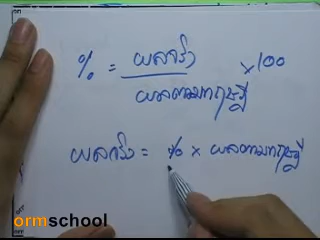 % = ผลจริง
ผลตามทฤษฎี ×100
ผลจริง = % × ผลตามทฤษฎี
ormschool